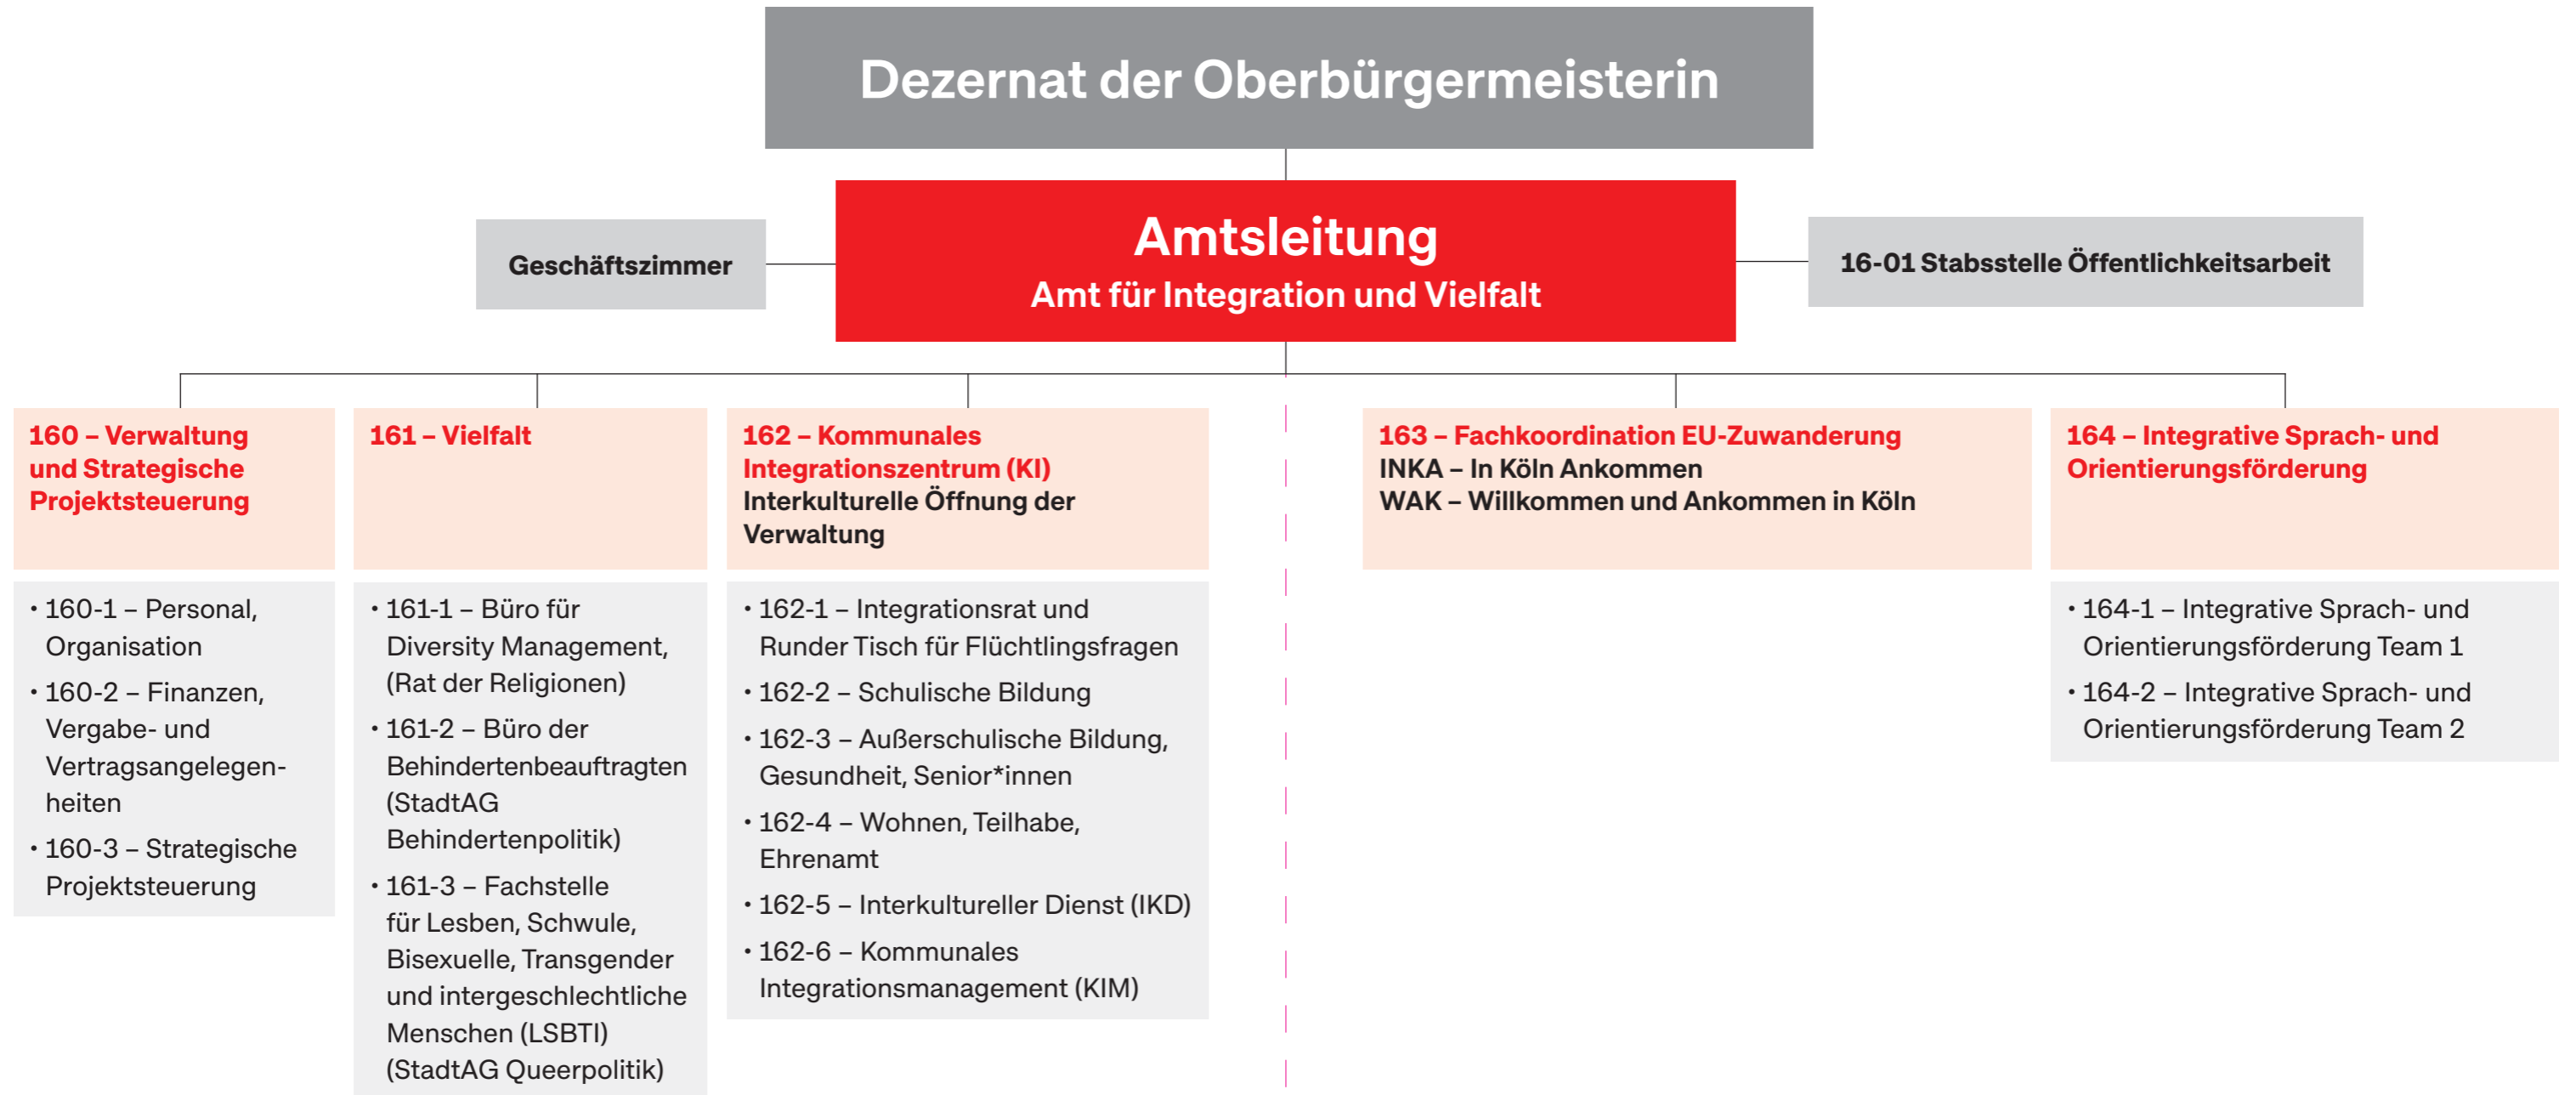 Dezernat der Oberbürgermeisterin
Geschäftszimmer
Amtsleitung
Amt für Integration und Vielfalt
16-01 Stabsstelle Öffentlichkeitsarbeit
160 – Verwaltung
und Strategische
Projektsteuerung
• 160-1 – Personal,
Organisation
• 160-2 – Finanzen,
Vergabe- und
Vertragsangelegen-
heiten
• 160-3 – Strategische
Projektsteuerung
161 – Vielfalt
• 161-1 – Büro für
Diversity Management,
(Rat der Religionen)
• 161-2 – Büro der
Behindertenbeauftragten
(StadtAG
Behindertenpolitik)
• 161-3 – Fachstelle
für Lesben, Schwule,
Bisexuelle, Transgender
und intergeschlechtliche
Menschen (LSBTI)
(StadtAG Queerpolitik)
162 – Kommunales
Integrationszentrum (KI)
Interkulturelle Öffnung der
Verwaltung
• 162-1 – Integrationsrat und
Runder Tisch für Flüchtlingsfragen
• 162-2 – Schulische Bildung
• 162-3 – Außerschulische Bildung,
Gesundheit, Senior*innen
• 162-4 – Wohnen, Teilhabe,
Ehrenamt
• 162-5 – Interkultureller Dienst (IKD)
• 162-6 – Kommunales
Integrationsmanagement (KIM)
163 – Fachkoordination EU-Zuwanderung
INKA – In Köln Ankommen
WAK – Willkommen und Ankommen in Köln
164 – Integrative Sprach- und
Orientierungsförderung
• 164-1 – Integrative Sprach- und
Orientierungsförderung Team 1
• 164-2 – Integrative Sprach- und
Orientierungsförderung Team 2